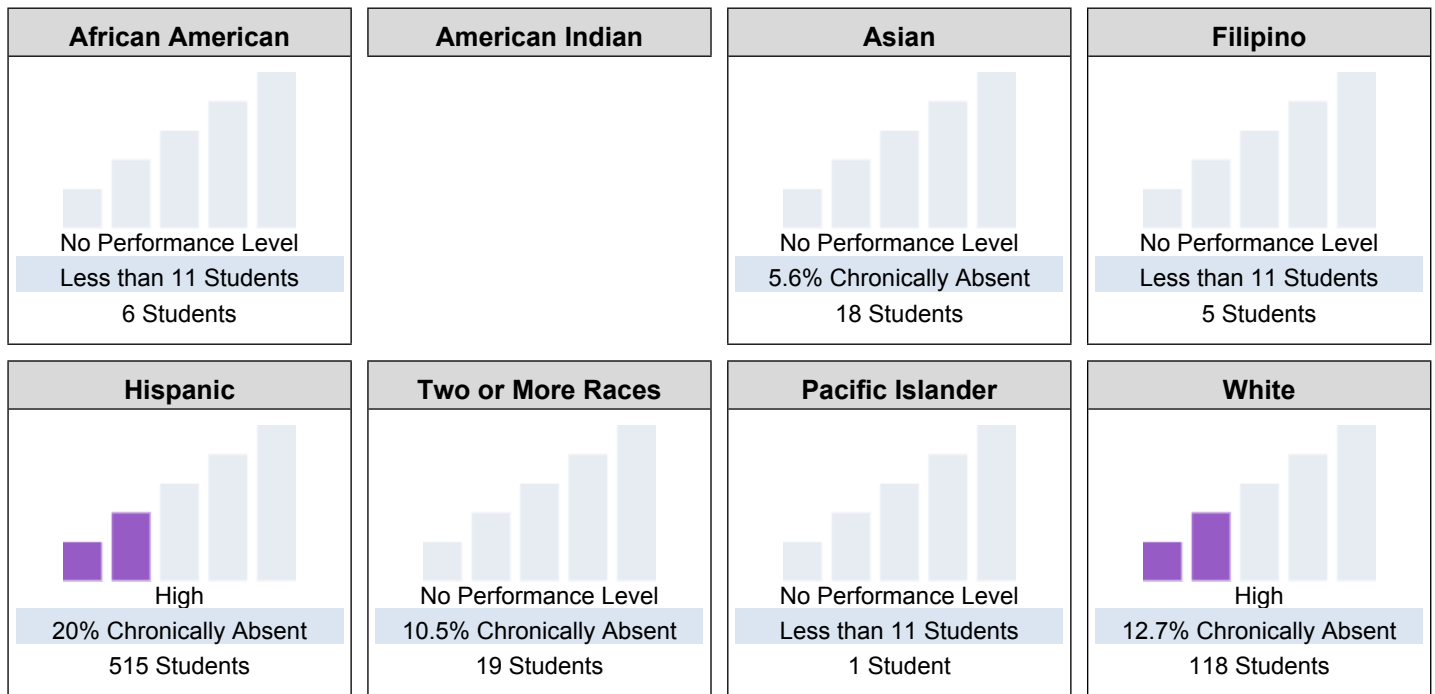 African American
No Performance Level
Less than 11 Students
6 Students
American Indian
Asian
No Performance Level
5.6% Chronically Absent
18 Students
Filipino
No Performance Level
Less than 11 Students
5 Students
Hispanic
High
20% Chronically Absent
515 Students
Two or More Races
No Performance Level
10.5% Chronically Absent
19 Students
Pacific Islander
No Performance Level
Less than 11 Students
1 Student
White
High
12.7% Chronically Absent
118 Students